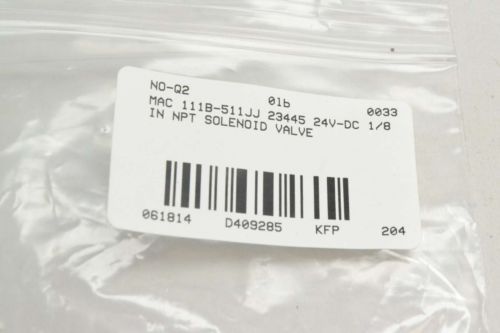 NO-Q2 01b 0033
MAC 111B-511JJ 23445 24V-DC 1/8
IN NPT SOLENOID VALVE
061814 D409285 KFP 204